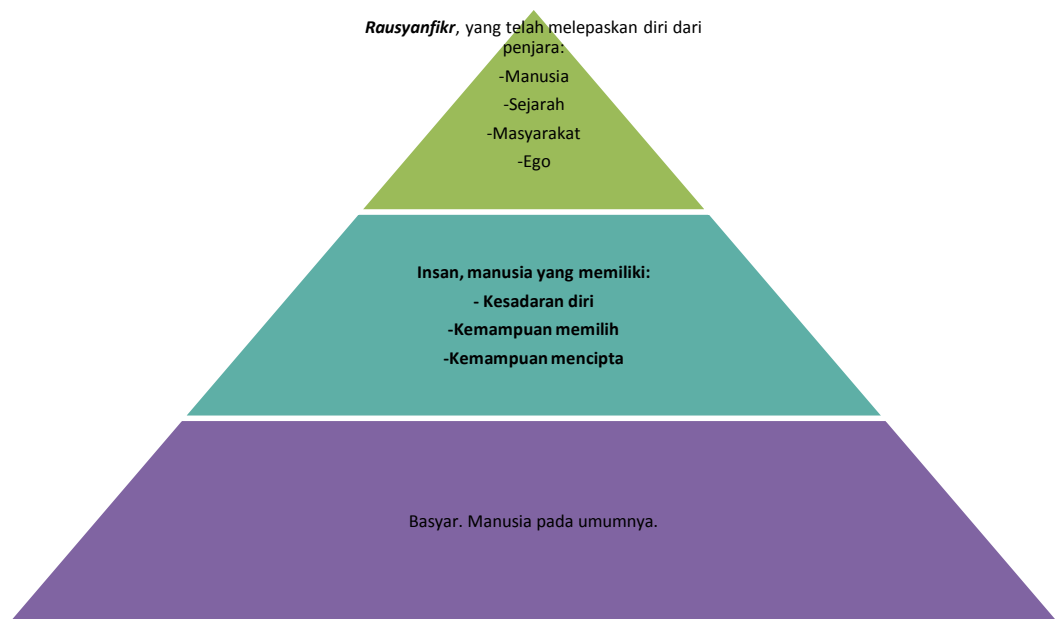 Rausyanfikr, yang telah melepaskan diri dari
penjara:
-Manusia
-Sejarah
-Masyarakat
-Ego
Insan, manusia yang memiliki:
- Kesadaran diri
-Kemampuan memilih
-Kemampuan mencipta
Basyar. Manusia pada umumnya.